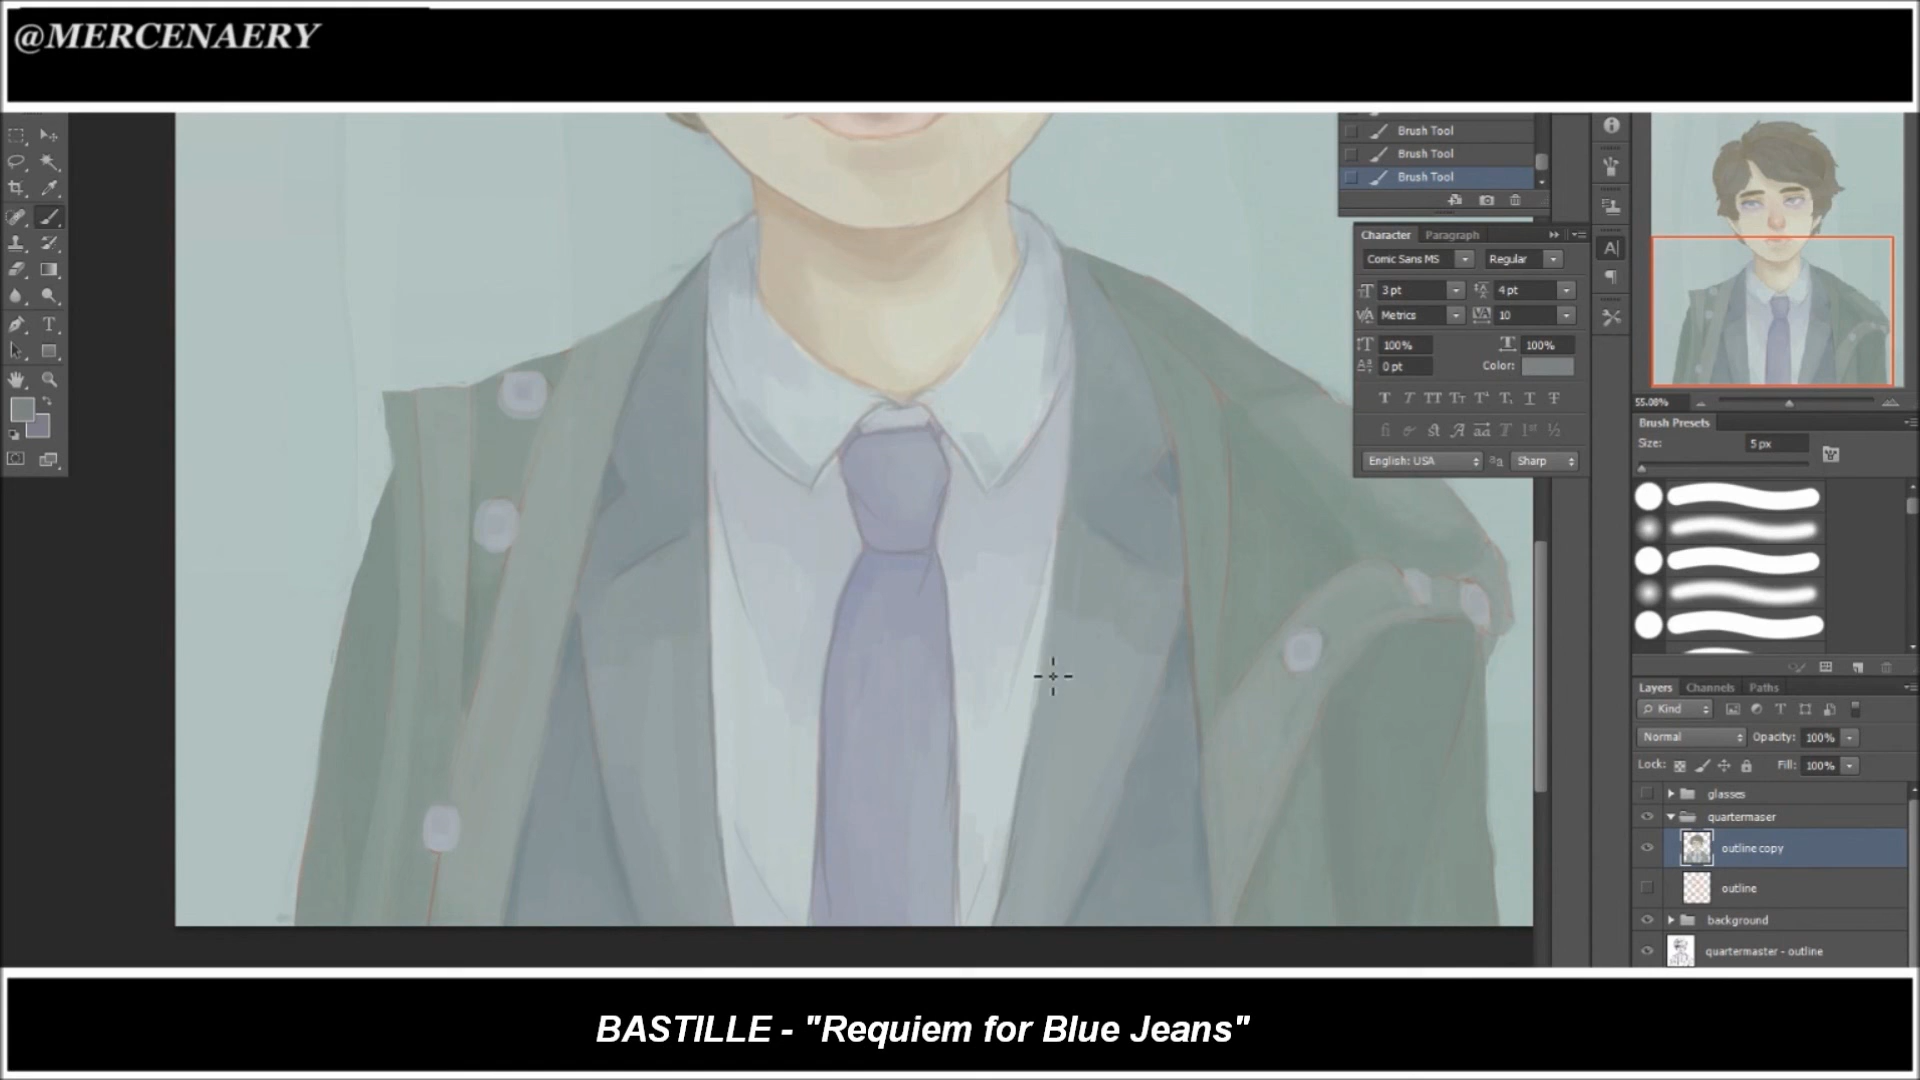 @MERCENAERY
Brush Tool
Brush Tool
Brush Tool
Character Paragraph
Comic Sans MS Regular
3 pt 4 pt
Metrics 10
100% 100%
0 pt Color:
English: USA Sharp
55.08%
Brush Presets
Size: 5 px
Layers Channels Paths
Kind
Normal Opacity: 100%
Lock: Fill: 100%
glasses
quartermaser
outline copy
outline
background
quartermaster - outline
BASTILLE - "Requiem for Blue Jeans"